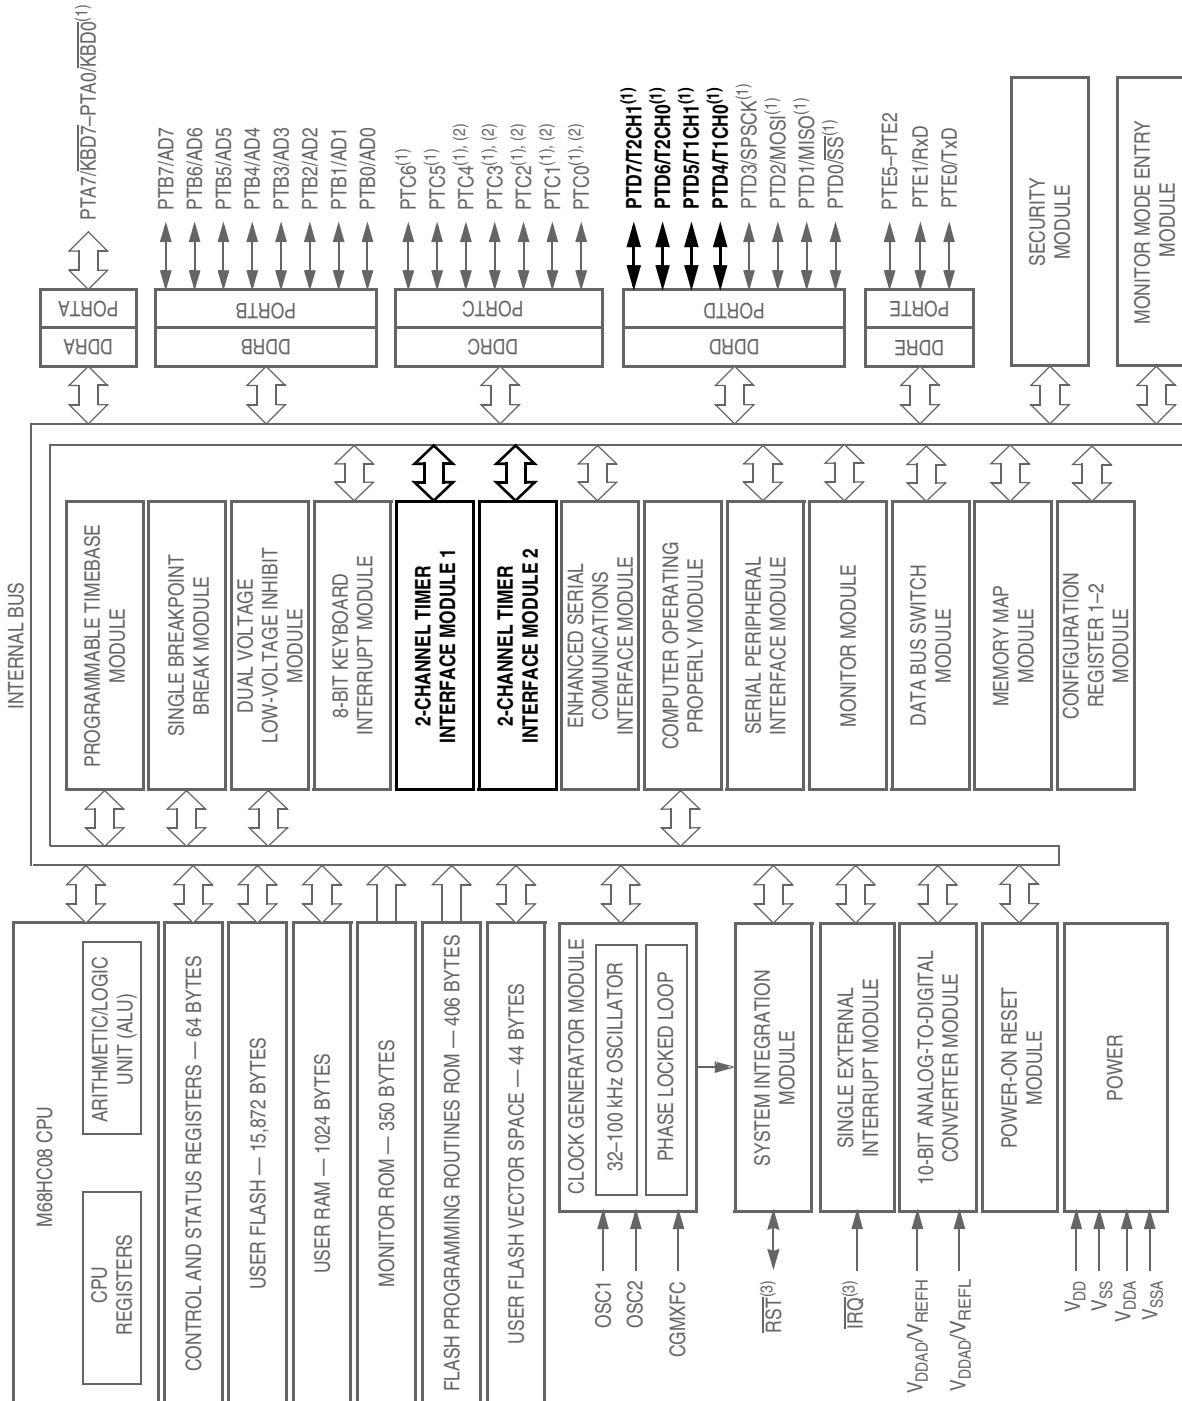 INTERNAL BUS
M68HC08 CPU
CPU
REGISTERS
ARITHMETIC/LOGIC
UNIT (ALU)
CONTROL AND STATUS REGISTERS — 64 BYTES
USER FLASH — 15,872 BYTES
USER RAM — 1024 BYTES
MONITOR ROM — 350 BYTES
FLASH PROGRAMMING ROUTINES ROM — 406 BYTES
USER FLASH VECTOR SPACE — 44 BYTES
CLOCK GENERATOR MODULE
32–100 kHz OSCILLATOR
PHASE LOCKED LOOP
OSC1
OSC2
CGMXFC
SYSTEM INTEGRATION
MODULE
RST(3)
SINGLE EXTERNAL
INTERRUPT MODULE
IRQ(3)
10-BIT ANALOG-TO-DIGITAL
CONVERTER MODULE
VDDAD/VREFH
VDDAD/VREFL
POWER-ON RESET
MODULE
POWER
VDD
VSS
VDDA
VSSA
PROGRAMMABLE TIMEBASE
MODULE
SINGLE BREAKPOINT
BREAK MODULE
DUAL VOLTAGE
LOW-VOLTAGE INHIBIT
MODULE
8-BIT KEYBOARD
INTERRUPT MODULE
2-CHANNEL TIMER
INTERFACE MODULE 1
2-CHANNEL TIMER
INTERFACE MODULE 2
ENHANCED SERIAL
COMUNICATIONS
INTERFACE MODULE
COMPUTER OPERATING
PROPERLY MODULE
SERIAL PERIPHERAL
INTERFACE MODULE
MONITOR MODULE
DATA BUS SWITCH
MODULE
MEMORY MAP
MODULE
CONFIGURATION
REGISTER 1–2
MODULE
DDRA
PORTA
PTA7/KBD7–PTA0/KBD0(1)
DDRB
PORTB
PTB7/AD7
PTB6/AD6
PTB5/AD5
PTB4/AD4
PTB3/AD3
PTB2/AD2
PTB1/AD1
PTB0/AD0
DDRC
PORTC
PTC6(1)
PTC5(1)
PTC4(1), (2)
PTC3(1), (2)
PTC2(1), (2)
PTC1(1), (2)
PTC0(1), (2)
DDRD
PORTD
PTD7/T2CH1(1)
PTD6/T2CH0(1)
PTD5/T1CH1(1)
PTD4/T1CH0(1)
PTD3/SPSCK(1)
PTD2/MOSI(1)
PTD1/MISO(1)
PTD0/SS(1)
DDRE
PORTE
PTE5–PTE2
PTE1/RxD
PTE0/TxD
SECURITY
MODULE
MONITOR MODE ENTRY
MODULE